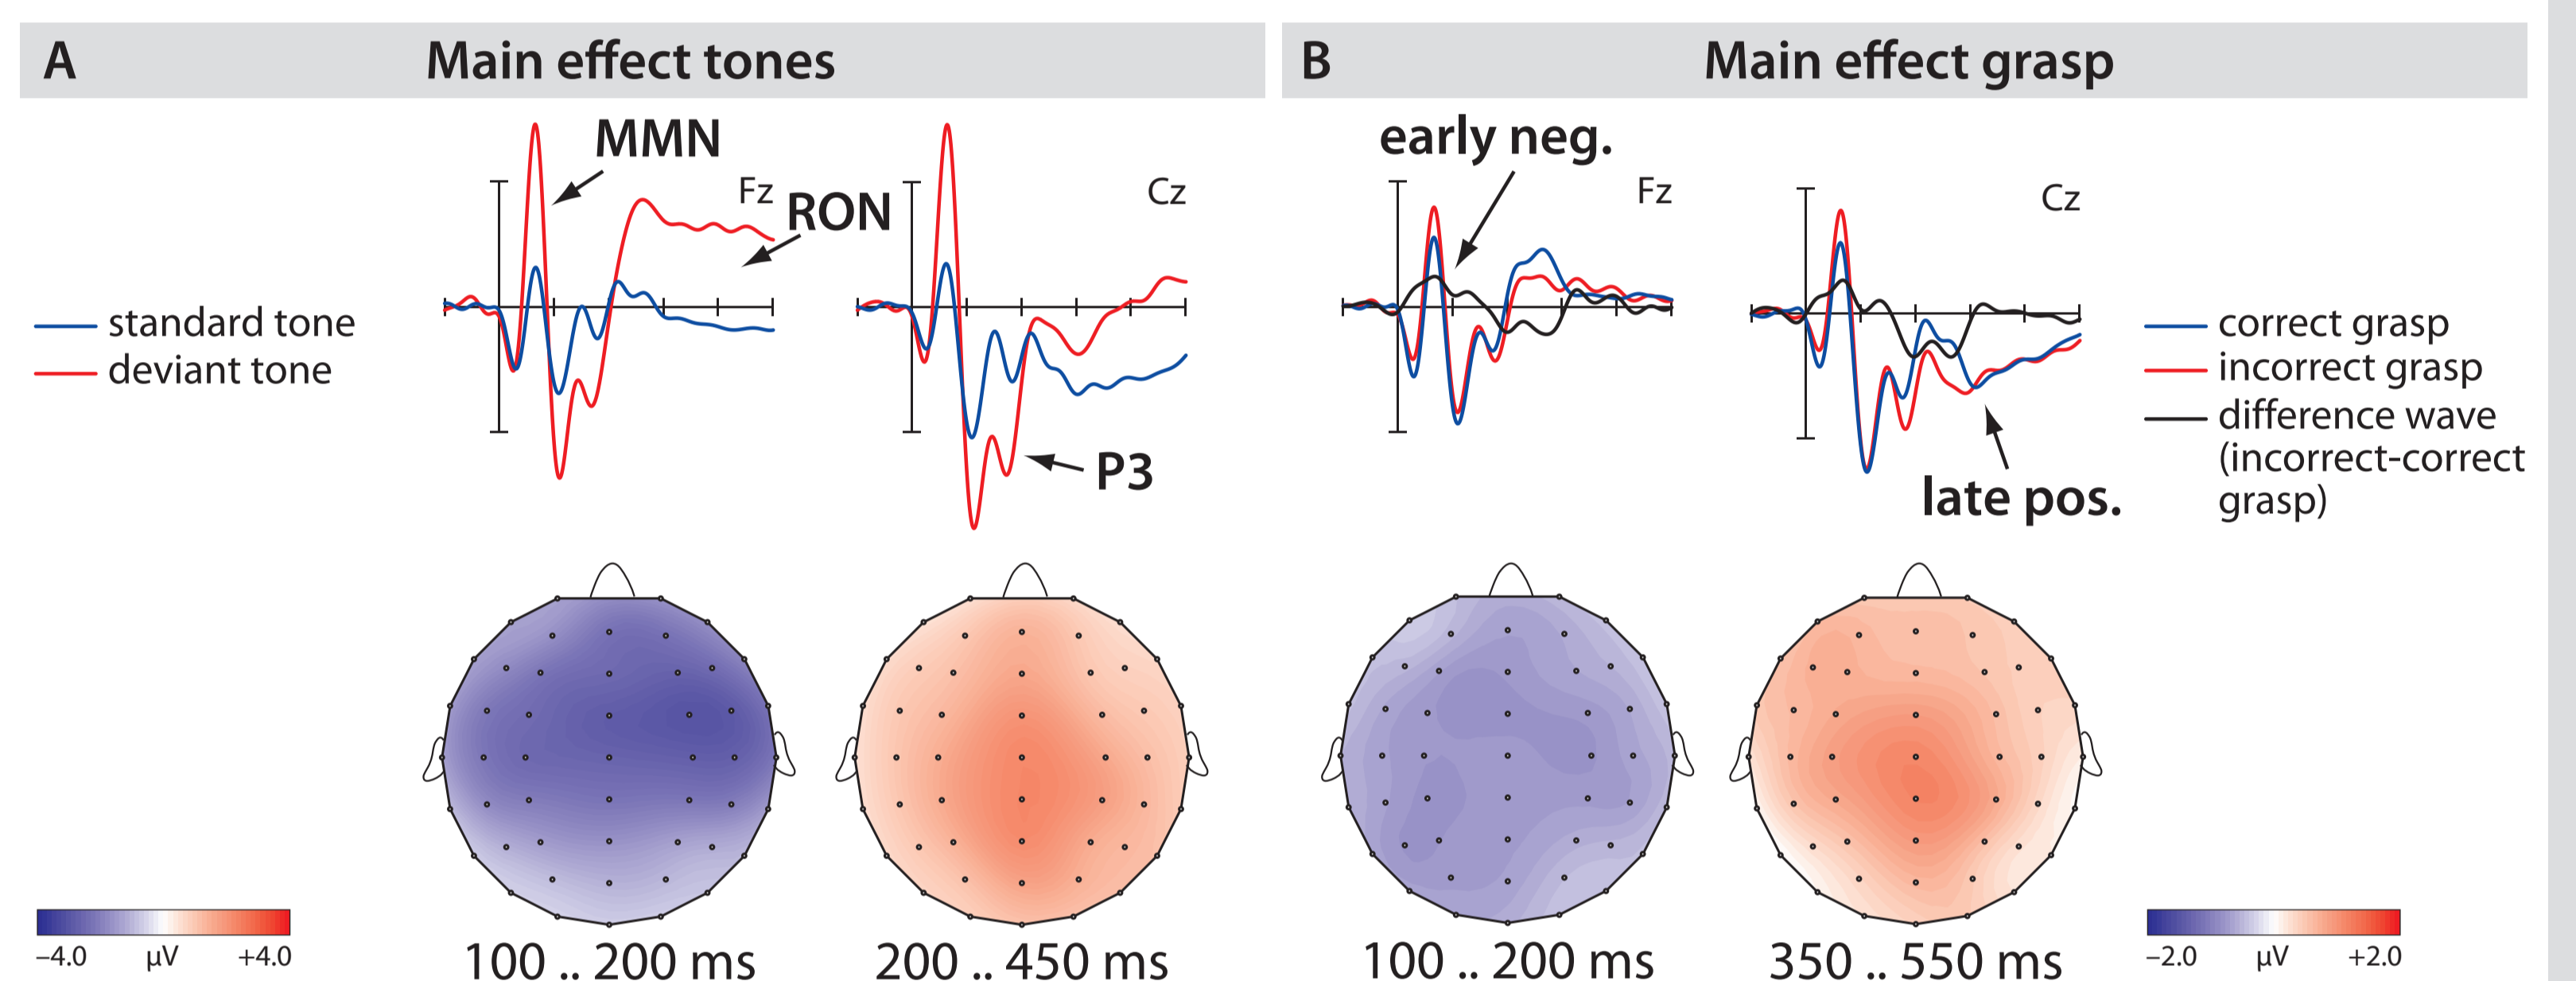 A
Main effect tones
B
Main effect grasp
MMN
Fz
RON
Cz
P3
standard tone
deviant tone
early neg.
Fz
Cz
late pos.
correct grasp
incorrect grasp
difference wave
(incorrect-correct
grasp)
–4.0 µV +4.0
100 .. 200 ms
200 .. 450 ms
100 .. 200 ms
350 .. 550 ms
–2.0 µV +2.0